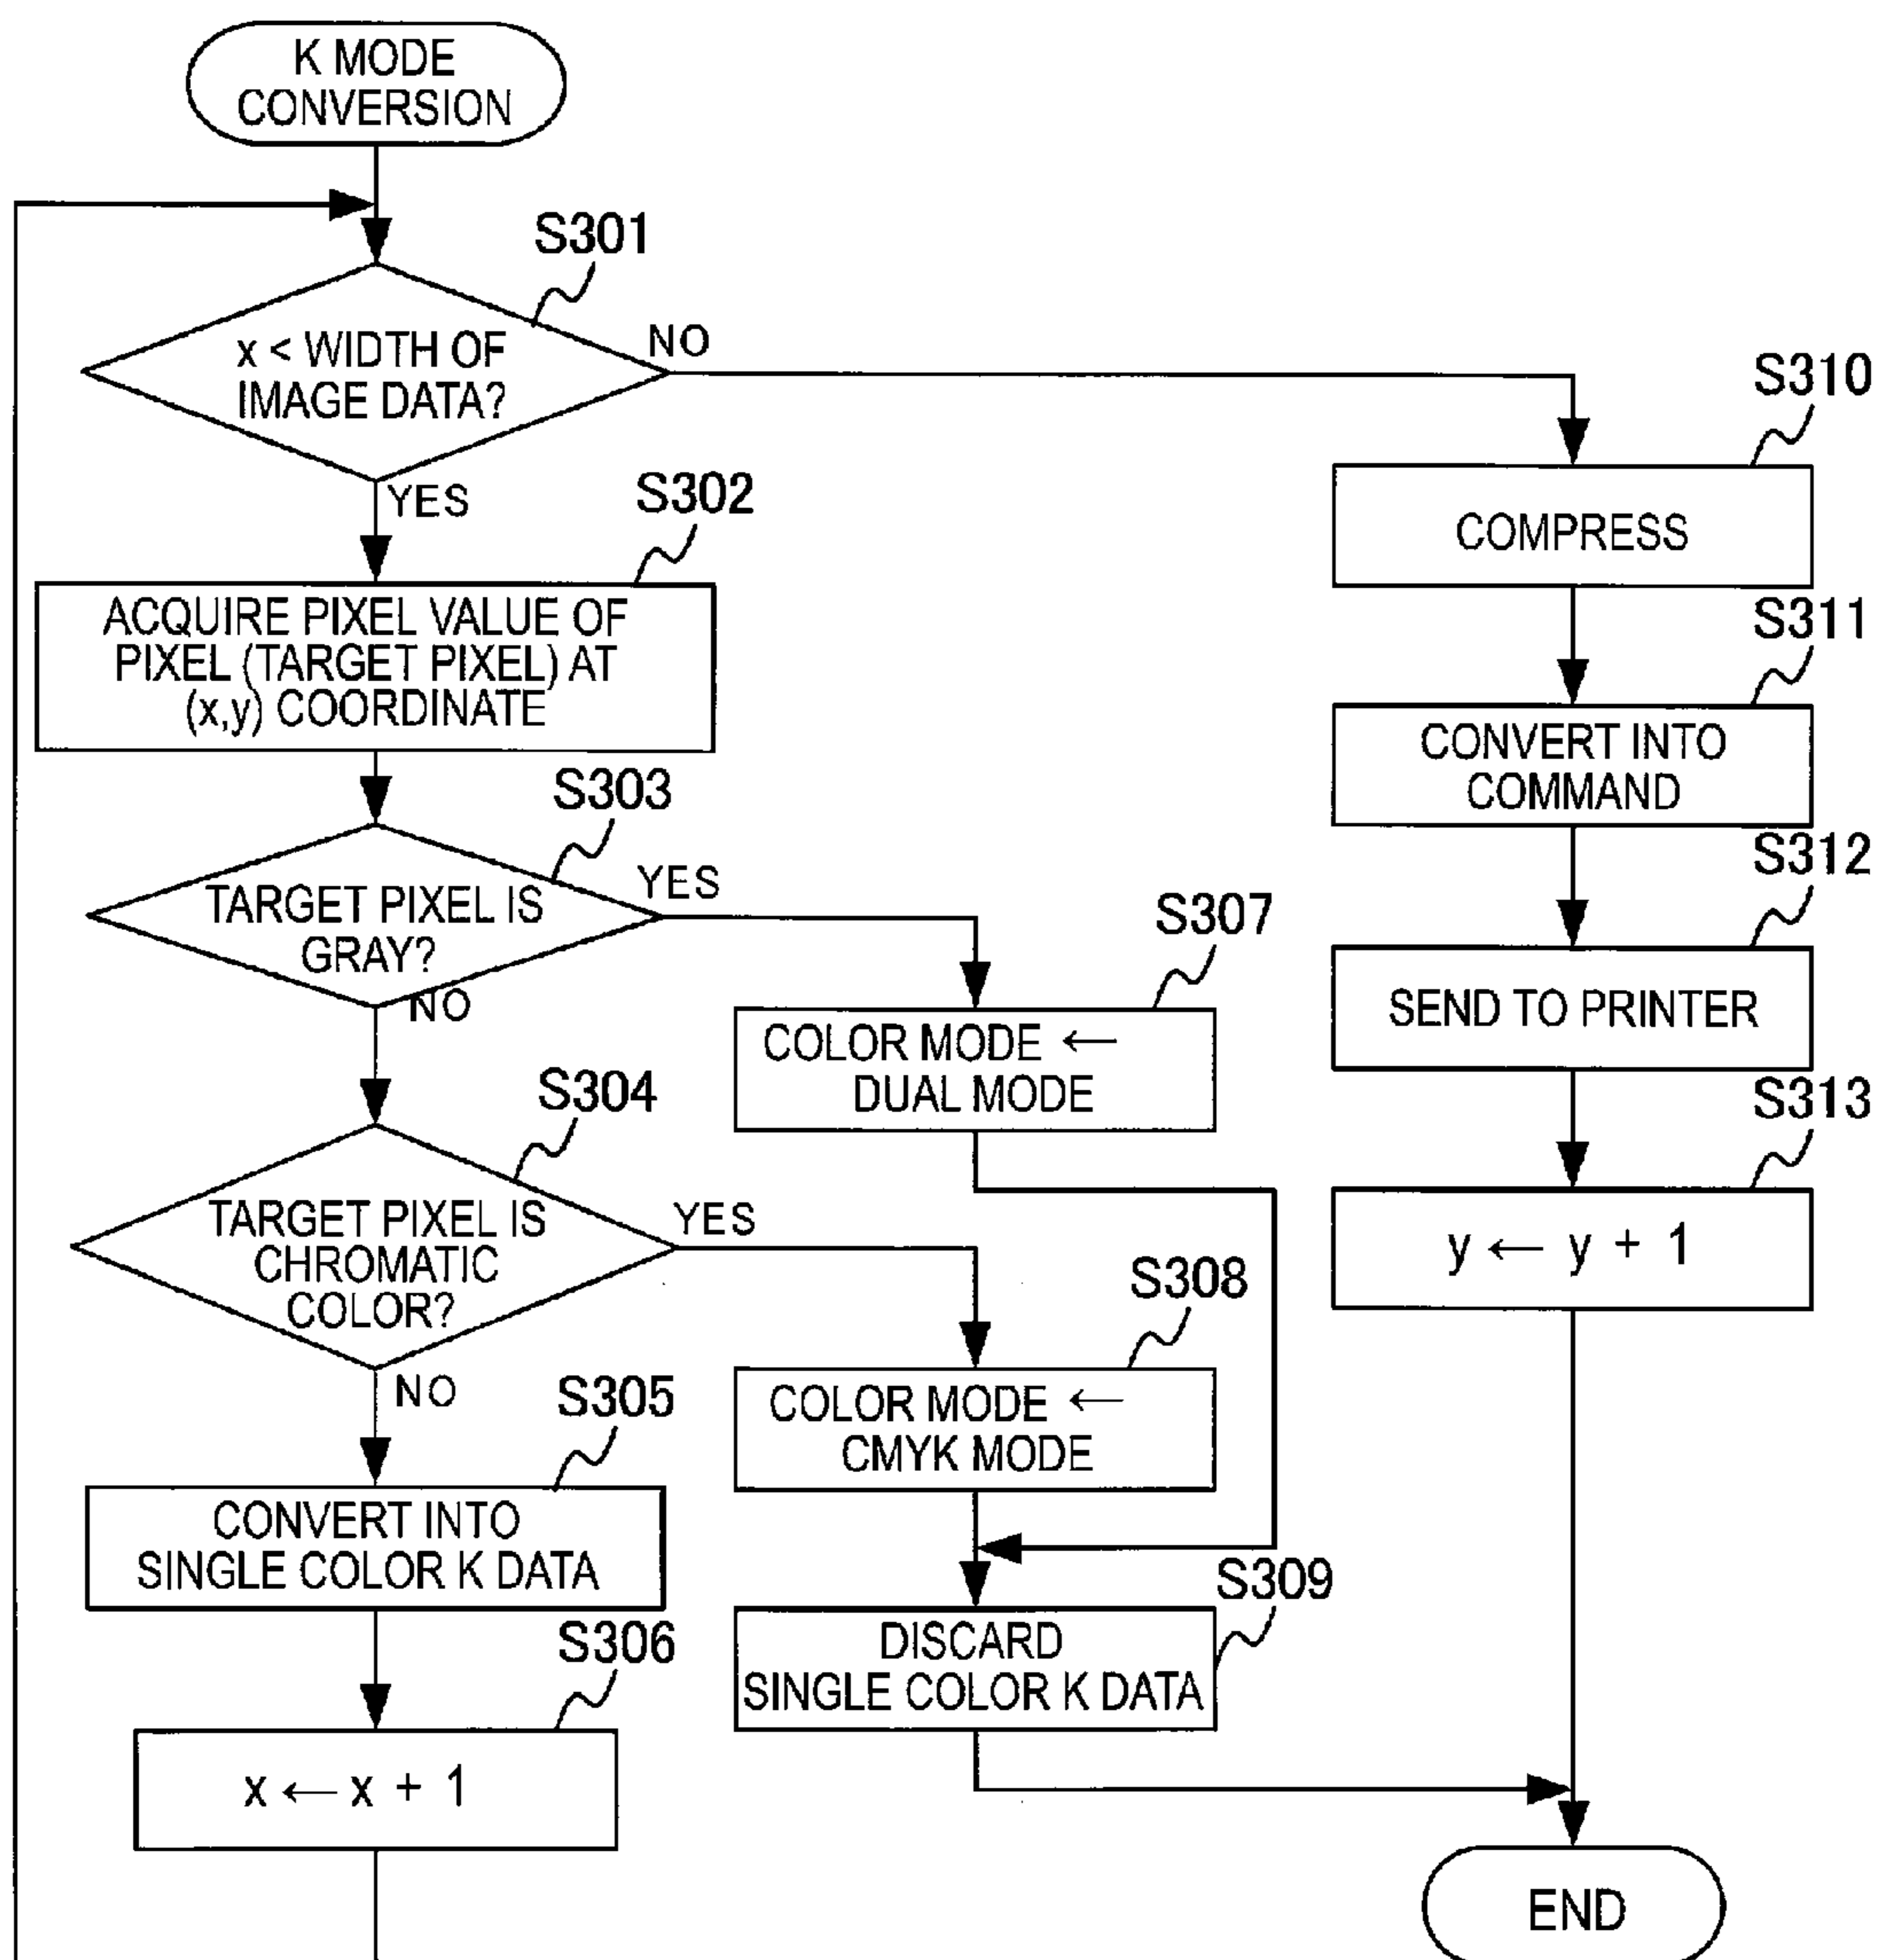 K MODE
CONVERSION
S301
x < WIDTH OF
IMAGE DATA?
NO
YES
S302
ACQUIRE PIXEL VALUE OF
PIXEL (TARGET PIXEL) AT
(x,y) COORDINATE
S303
TARGET PIXEL IS
GRAY?
YES
NO
S304
TARGET PIXEL IS
CHROMATIC
COLOR?
YES
NO
S305
CONVERT INTO
SINGLE COLOR K DATA
S306
x ← x + 1
S307
COLOR MODE ←
DUAL MODE
S308
COLOR MODE ←
CMYK MODE
S309
DISCARD
SINGLE COLOR K DATA
S310
COMPRESS
S311
CONVERT INTO
COMMAND
S312
SEND TO PRINTER
S313
y ← y + 1
END